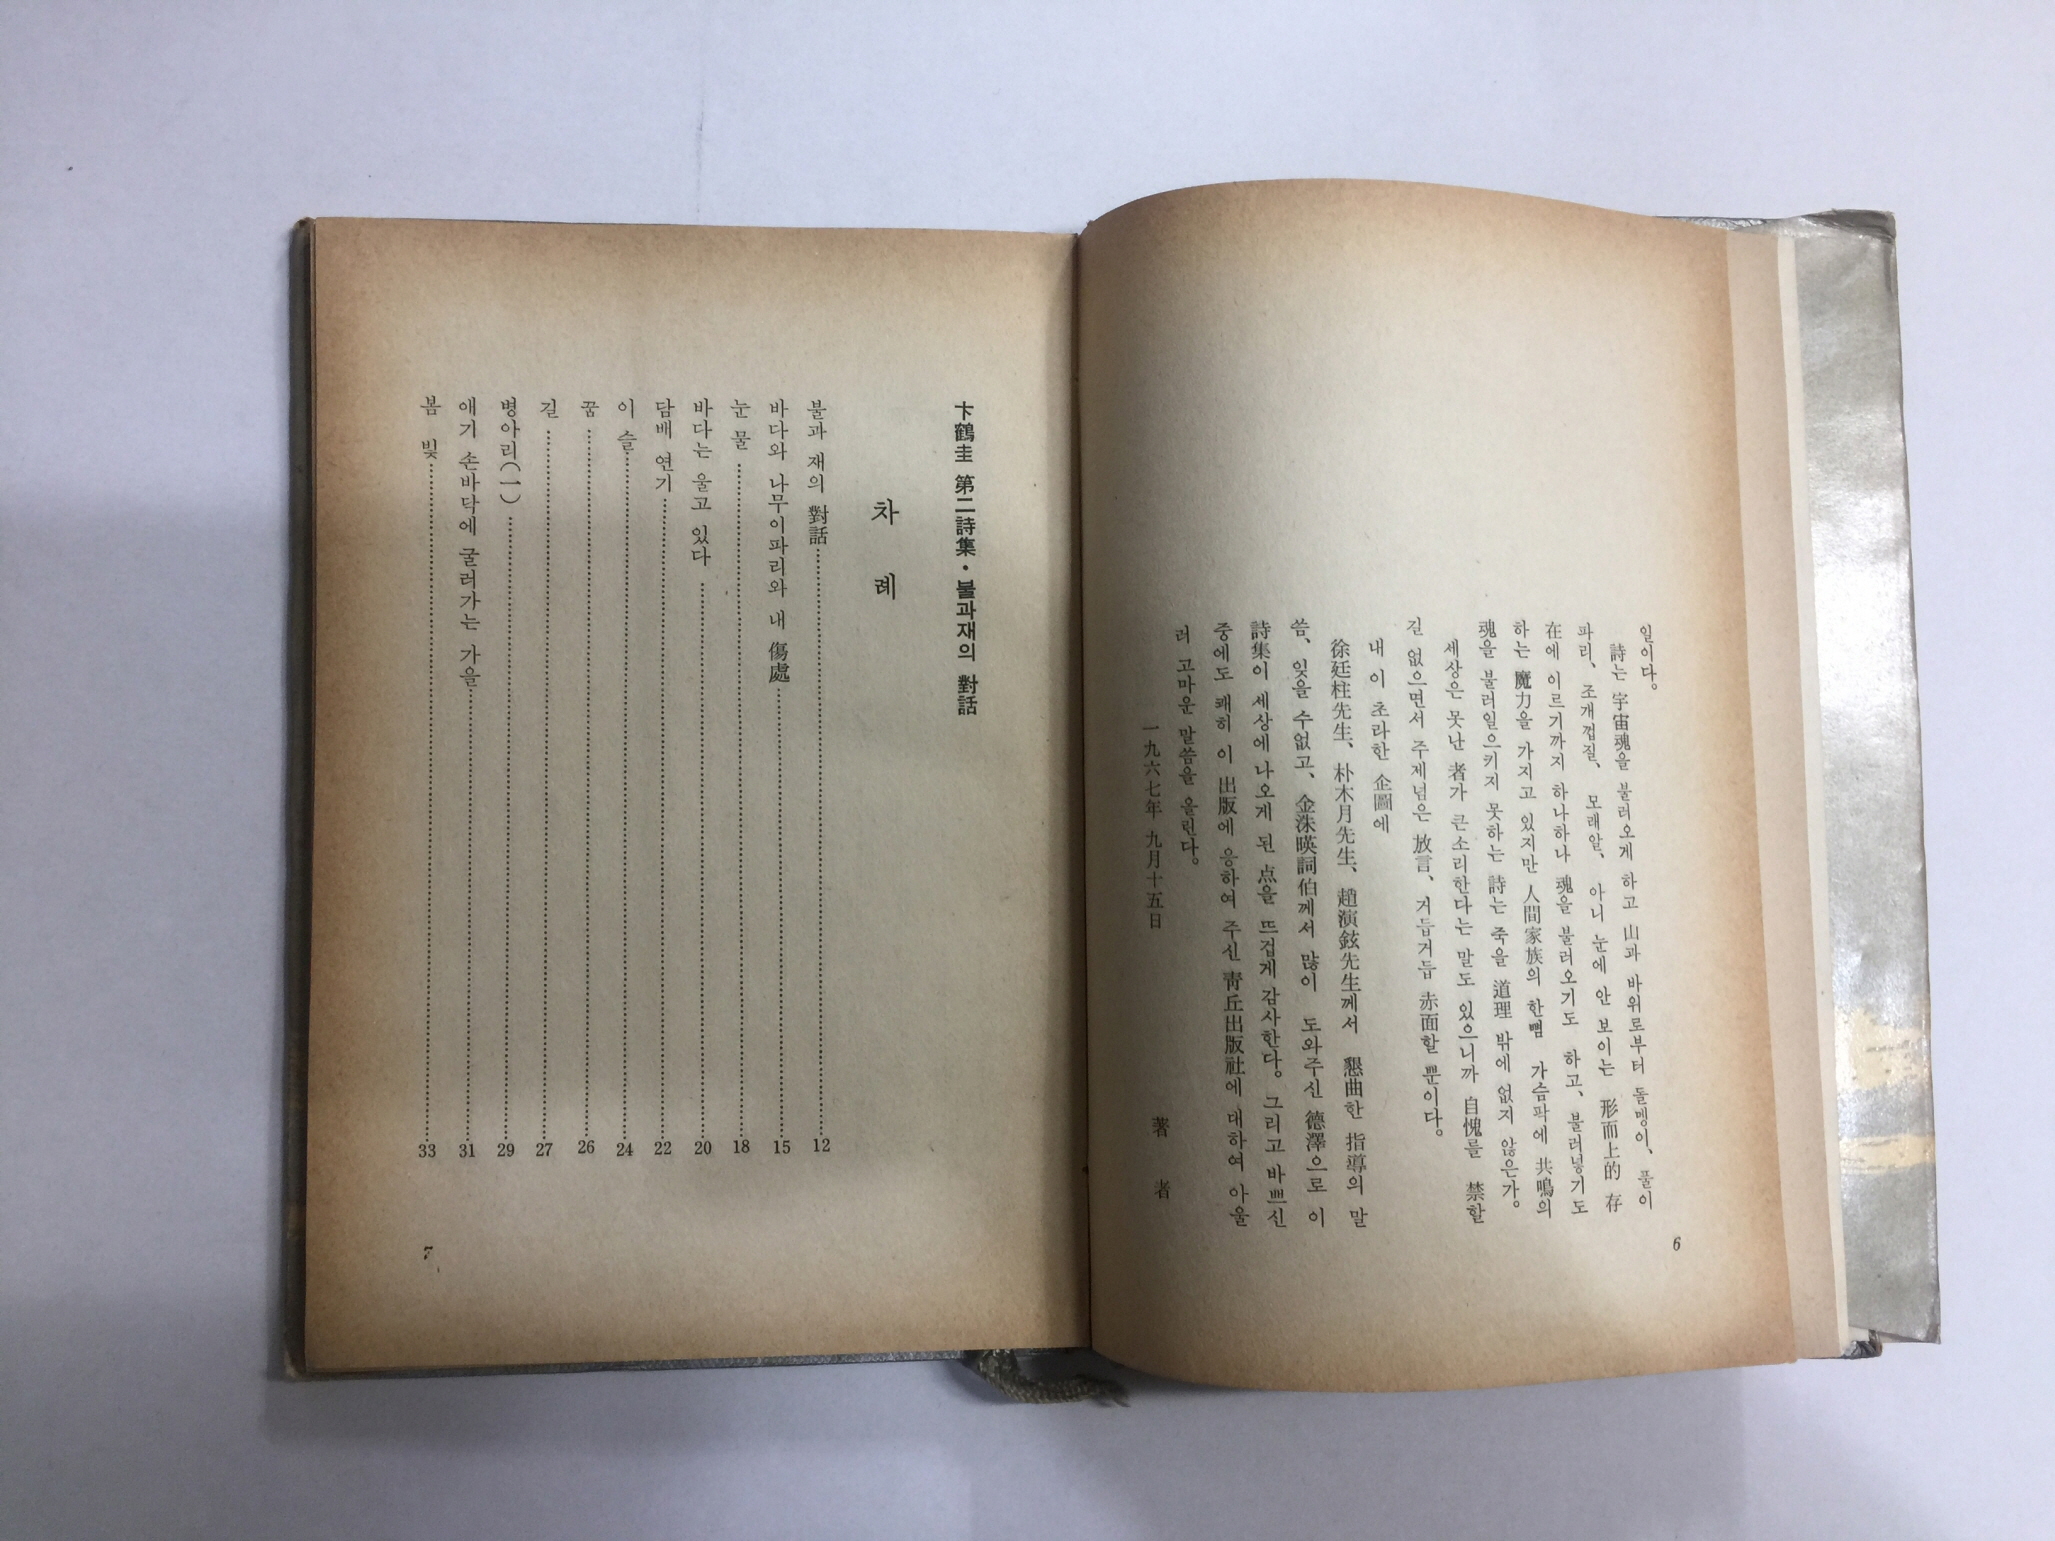 일이다。
詩는 宇宙魂을 불러오게 하고 山과 바위로부터 돌멩이、풀이
파리、조개껍질、모래알、아니 눈에 안 보이는 形而上的 存
在에 이르기까지 하나하나 魂을 불러오기도 하고、불러넣기도
하는 魔力을 가지고 있지만 人間家族의 한뼘 가슴팍에 共鳴의
魂을 불러일으키지 못하는 詩는 죽을 道理 밖에 없지 않은가。
세상은 못난 者가 큰소리한다는 말도 있으니까 自愧를 禁할
길 없으면서 주제넘은 放言、거듭거듭 赤面할 뿐이다。
내 이 초라한 企圖에
徐廷柱先生、朴木月先生、趙演鉉先生께서 懇曲한 指導의 말
씀、잊을 수없고、金洙暎詞伯께서 많이 도와주신 德澤으로 이
詩集이 세상에 나오게 된 点을 뜨겁게 감사한다。그리고 바쁘신
중에도 쾌히 이 出版에 응하여 주신 靑丘出版社에 대하여 아울
러 고마운 말씀을 올린다。
一九六七年 九月十五日
著 者
6
卞鶴圭 第二詩集・불과재의 對話
차 례
불과 재의 對話 12
바다와 나무이파리와 내 傷處 15
눈물 18
바다는 울고 있다 20
담배 연기 22
이슬 24
꿈 26
길 27
병아리(一) 29
애기 손바닥에 굴러가는 가을 31
봄 빛 33
7